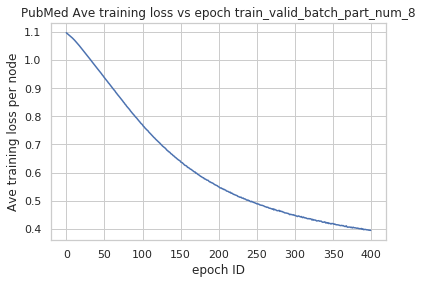 PubMed Ave training loss vs epoch train_valid_batch_part_num_8
Ave training loss per node
1.1
1.0
0.9
0.8
0.7
0.6
0.5
0.4
0 50 100 150 200 250 300 350 400
epoch ID